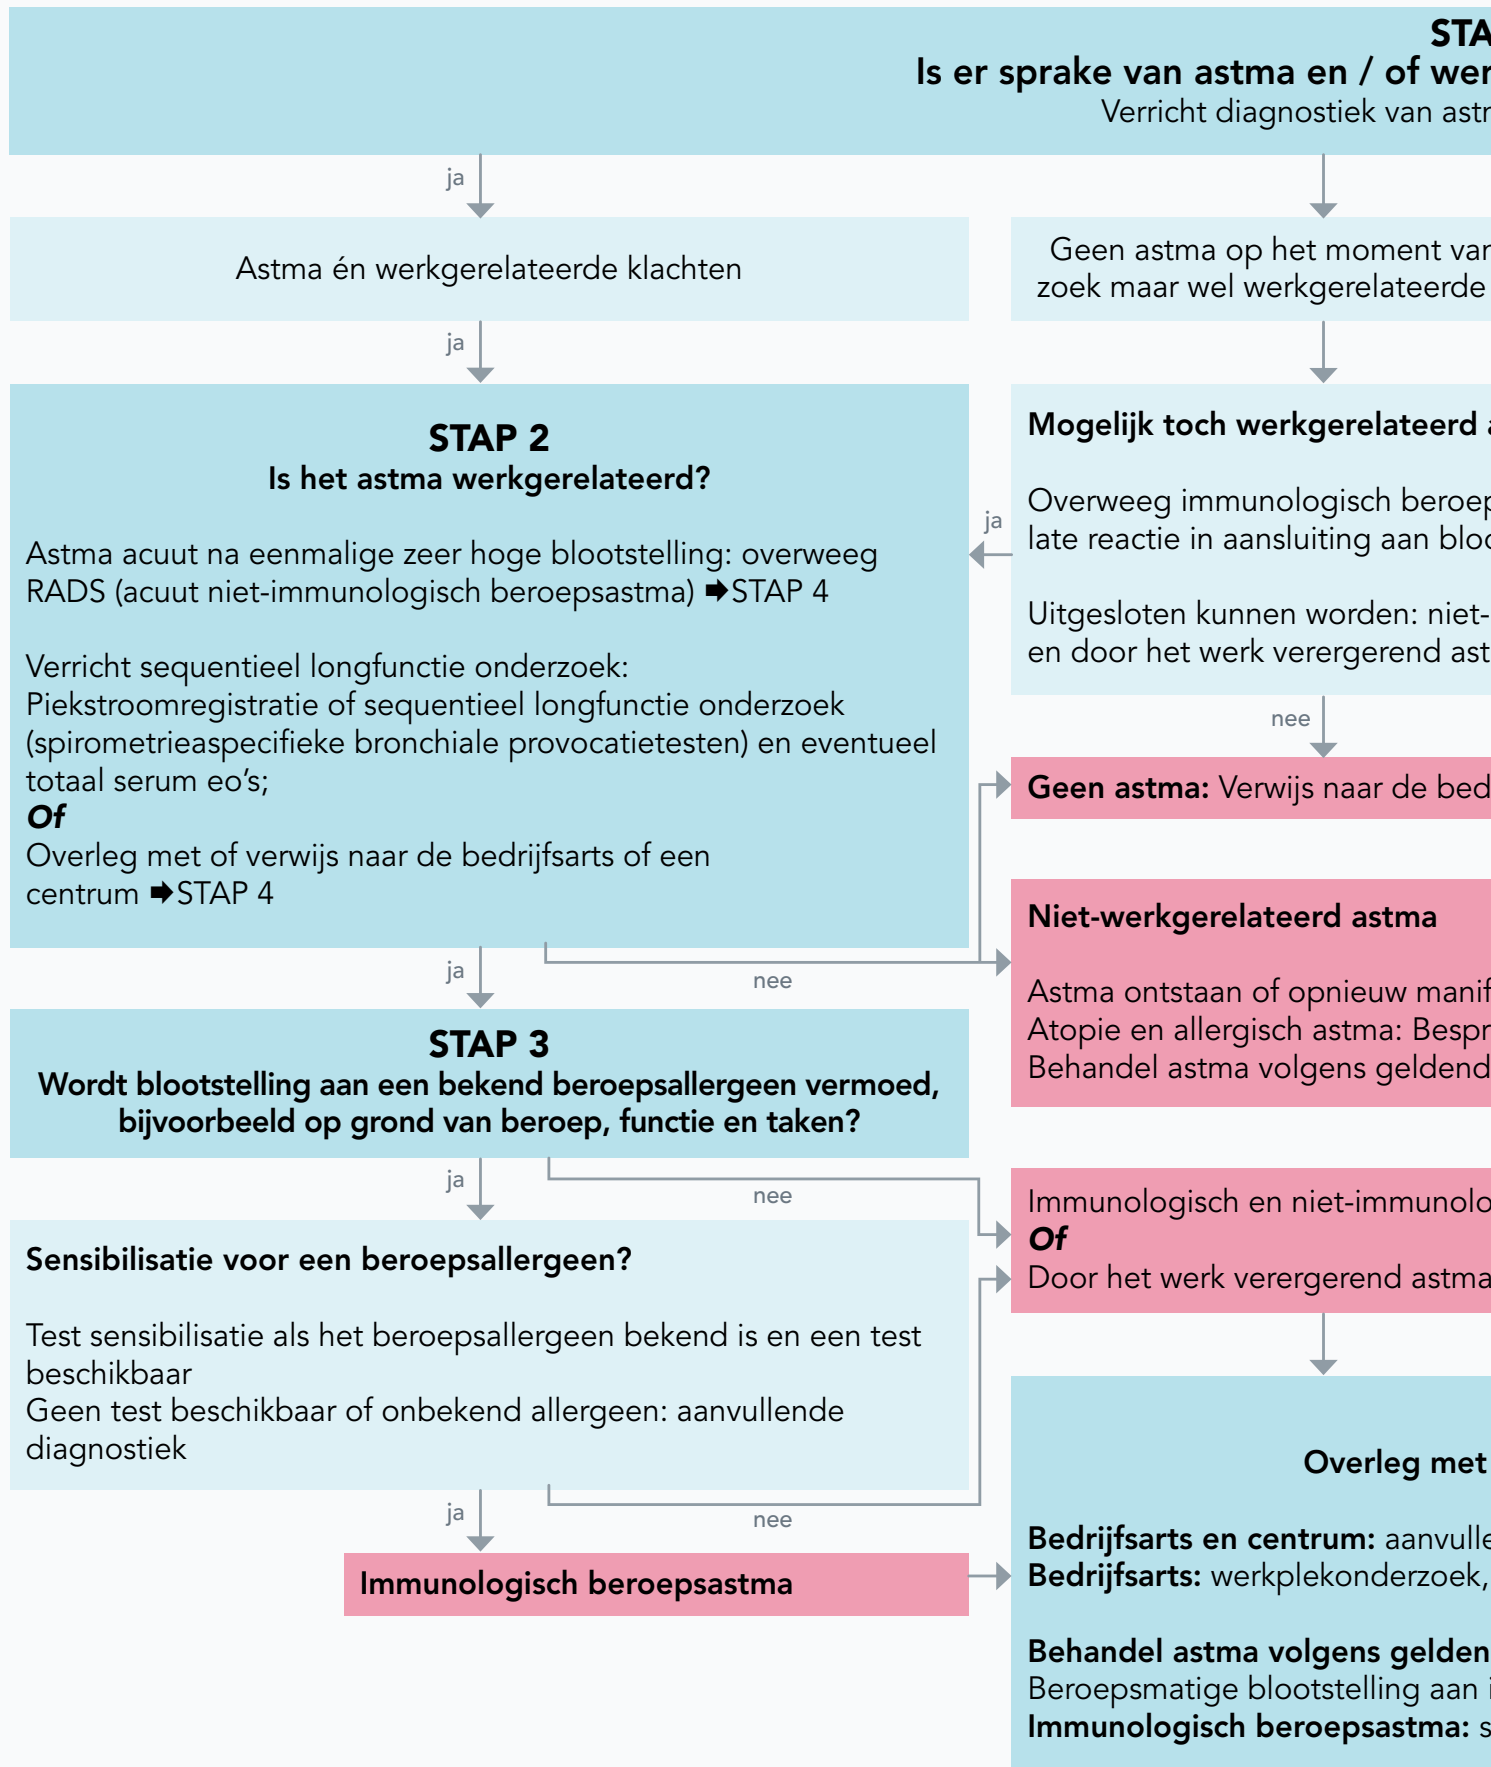 STA
Is er sprake van astma en / of wer
Verricht diagnostiek van
ja
Astma én werkgerelateerde klachten
Geen astma op het moment van
zoek maar wel werkgerelateerde
ja
STAP 2
Is het astma werkgerelateerd?
Astma acuut na eenmalige zeer hoge blootstelling: overweeg
RADS (acuut niet-immunologisch beroepsastma) ➡STAP 4
Verricht sequentieel longfunctie onderzoek:
Piekstroomregistratie of sequentieel longfunctie onderzoek
(spirometrieaspecifieke bronchiale provocatietesten) en eventueel
totaal serum eo's;
Of
Overleg met of verwijs naar de bedrijfsarts of een
centrum ➡STAP 4
Mogelijk toch werkgerelateerd
Overweeg immunologisch beroep
late reactie in aansluiting aan bloo
Uitgesloten kunnen worden: niet-
en door het werk verergerend ast
ja
nee
Geen astma: Verwijs naar de bed
Niet-werkgerelateerd astma
Astma ontstaan of opnieuw manif
Atopie en allergisch astma: Bespr
Behandel astma volgens geldend
ja
nee
STAP 3
Wordt blootstelling aan een bekend beroepsallergeen vermoed,
bijvoorbeeld op grond van beroep, functie en taken?
ja
nee
Immunologisch en niet-immunolo
Of
Door het werk verergerend astma
Sensibilisatie voor een beroepsallergeen?
Test sensibilisatie als het beroepsallergeen bekend is en een test
beschikbaar
Geen test beschikbaar of onbekend allergeen: aanvullende
diagnostiek
ja
nee
Immunologisch beroepsastma
Overleg met
Bedrijfsarts en centrum: aanvulle
Bedrijfsarts: werkplekonderzoek,
Behandel astma volgens gelden
Beroepsmatige blootstelling aan
Immunologisch beroepsastma: s